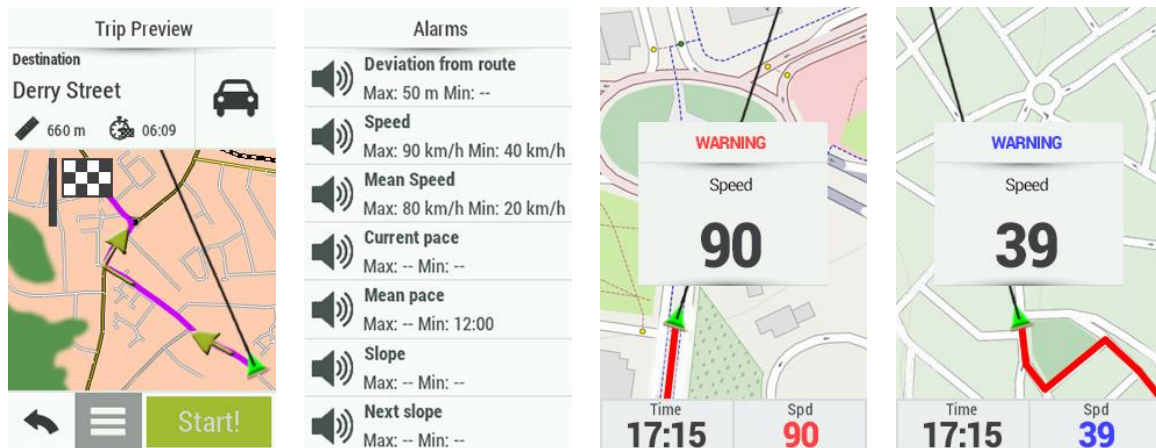 Trip Preview
Destination
Derry Street
660 m 06:09
Start!
Alarms
Deviation from route
Max: 50 m Min: --
Speed
Max: 90 km/h Min: 40 km/h
Mean Speed
Max: 80 km/h Min: 20 km/h
Current pace
Max: -- Min: --
Mean pace
Max: -- Min: 12:00
Slope
Max: -- Min: --
Next slope
Max: -- Min: --
WARNING
Speed
90
Time Spd
17:15 90
WARNING
Speed
39
Time Spd
17:15 39